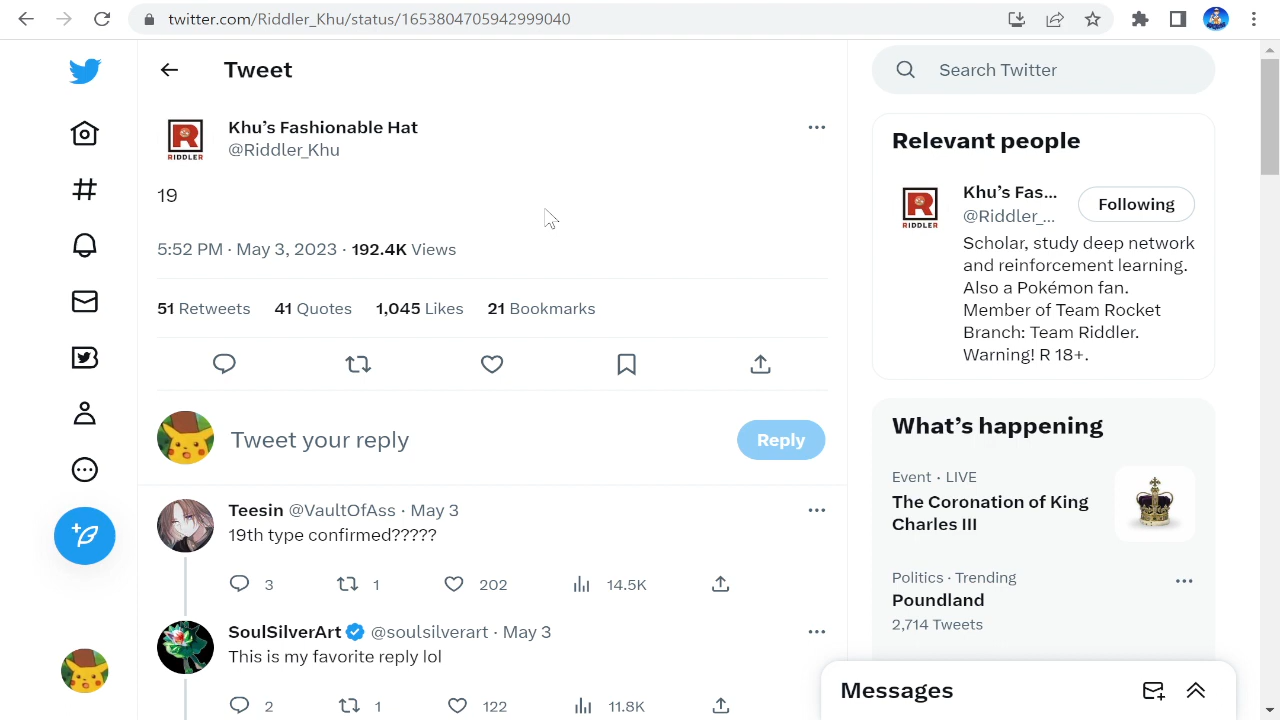 twitter.com/Riddler_Khu/status/1653804705942999040
Tweet
Search Twitter
RIDDLER
Khu's Fashionable Hat
@Riddler_Khu
19
5:52 PM · May 3, 2023 · 192.4K Views
51 Retweets 41 Quotes 1,045 Likes 21 Bookmarks
Tweet your reply
Reply
Teesin @VaultOfAss · May 3
19th type confirmed?????
3 1 202 14.5K
SoulSilverArt @soulsilverart · May 3
This is my favorite reply lol
2 1 122 11.8K
Relevant people
RIDDLER
Khu's Fas...
@Riddler_...
Following
Scholar, study deep network
and reinforcement learning.
Also a Pokémon fan.
Member of Team Rocket
Branch: Team Riddler.
Warning! R 18+.
What's happening
Event · LIVE
The Coronation of King
Charles III
Politics · Trending
Poundland
2,714 Tweets
Messages